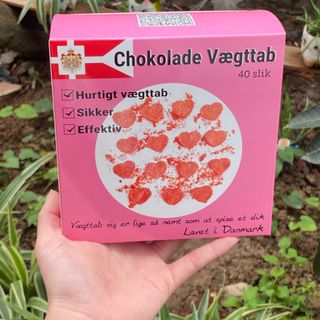 Chokolade Vægttab
40 slik
Hurtigt vægttab
Sikker
Effektiv
Vægttab sig er lige så nemt som at spise et slik
Lavet i Danmark